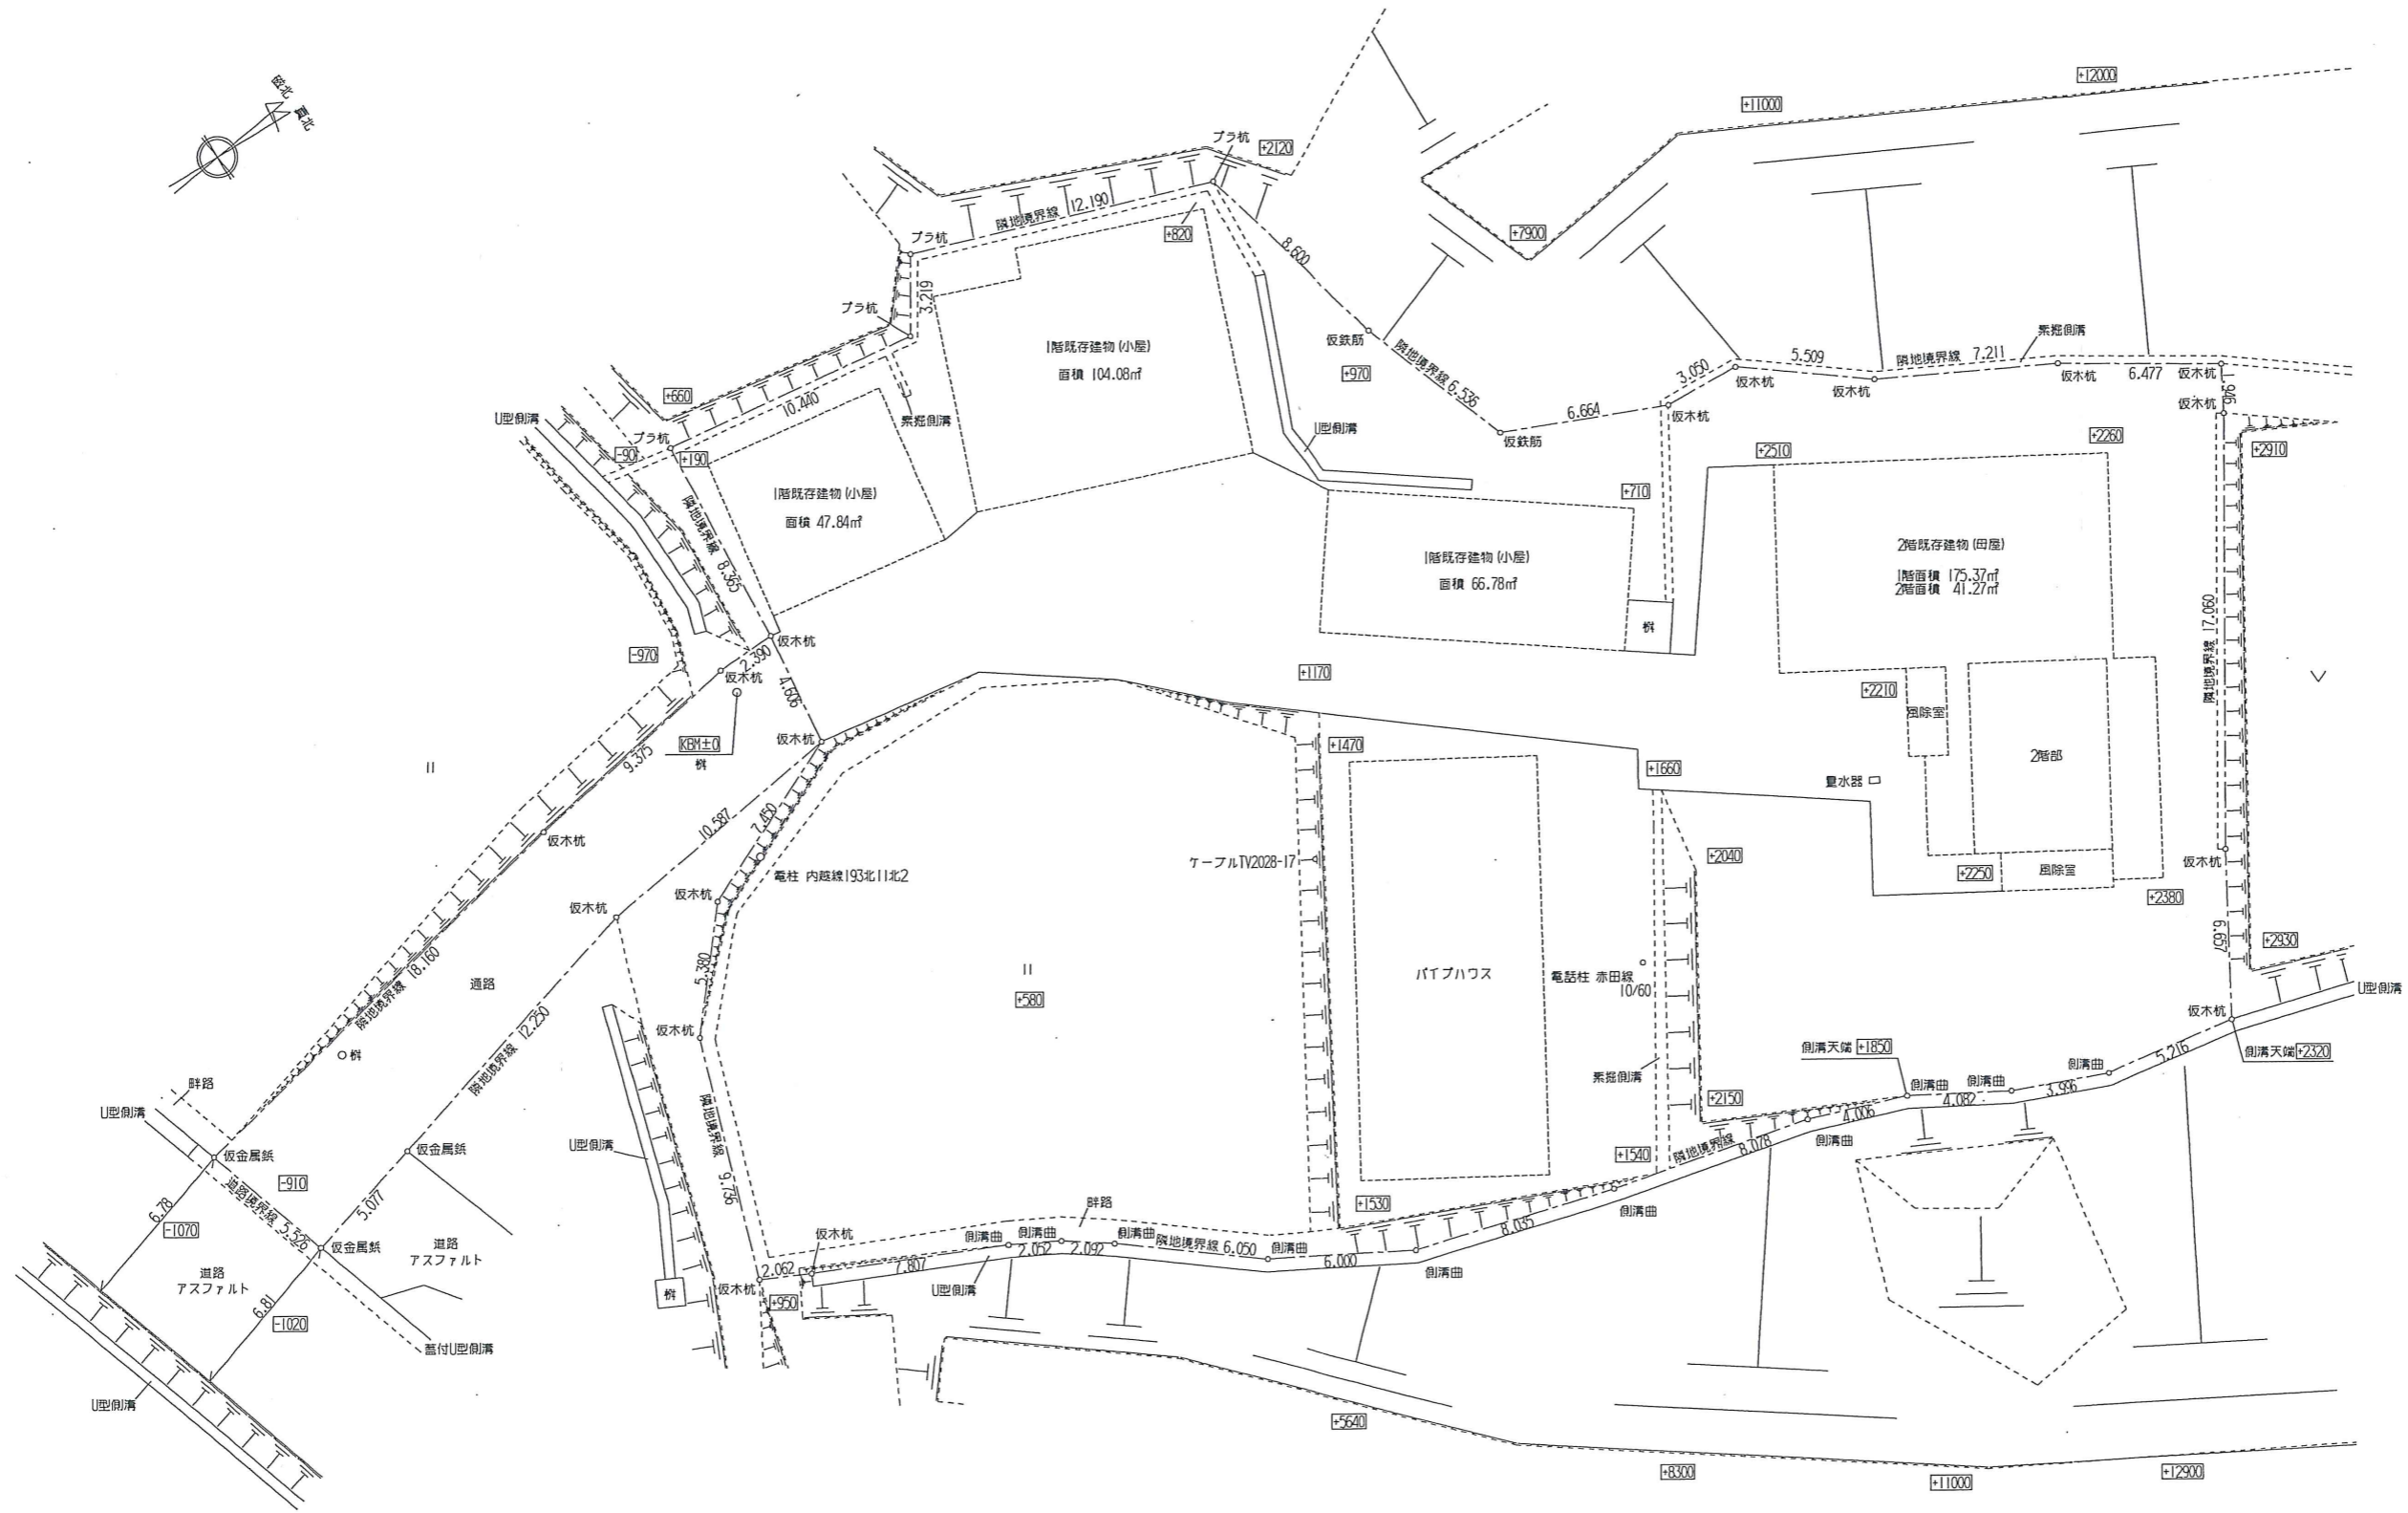 磁北
真北
+12000
+11000
プラ杭
+2120
隣地境界線 12.190
+820
+7900
プラ杭
8.600
3.219
プラ杭
1階既存建物(小屋)
面積 104.08㎡
仮鉄筋
隣地境界線 6.536
+970
素掘側溝
5.509
隣地境界線 7.211
3.050
仮木杭
仮木杭
仮木杭
6.477
仮木杭
.946
仮木杭
+660
10.440
素掘側溝
U型側溝
プラ杭
-90
+190
6.664
仮木杭
仮鉄筋
U型側溝
+2510
+2260
+2910
1階既存建物(小屋)
面積 47.84㎡
隣地境界線 8.365
+710
1階既存建物(小屋)
面積 66.78㎡
2階既存建物(母屋)
1階面積 175.37㎡
2階面積 41.27㎡
隣地境界線 17.060
桝
-970
仮木杭
2.390
仮木杭
4.606
+1170
+2210
風除室
KBM±0
桝
9.375
仮木杭
+1470
+1660
2階部
量水器
仮木杭
10.587
7.450
電柱 内越線193北11北2
ケーブルTV2028-17
+2040
仮木杭
+2250
風除室
+2380
仮木杭
仮木杭
6.657
+2930
隣地境界線 18.160
通路
5.380
+580
パイプハウス
電話柱 赤田線
10/60
U型側溝
仮木杭
仮木杭
隣地境界線 12.250
桝
側溝天端 +1850
側溝曲
側溝曲
側溝曲
5.216
側溝天端 +2320
素掘側溝
畔路
U型側溝
+2150
4.006
4.082
3.996
側溝曲
仮金属鋲
仮金属鋲
U型側溝
隣地境界線 9.736
+1540
隣地境界線 8.078
-910
道路境界線 5.526
5.077
6.78
-1070
畔路
+1530
側溝曲
仮金属鋲
道路
アスファルト
仮木杭
側溝曲
側溝曲
側溝曲
隣地境界線 6.050
側溝曲
8.035
2.052
2.092
6.000
側溝曲
道路
アスファルト
2.062
7.807
U型側溝
仮木杭
桝
+950
6.81
-1020
蓋付U型側溝
U型側溝
+5640
+8300
+11000
+12900